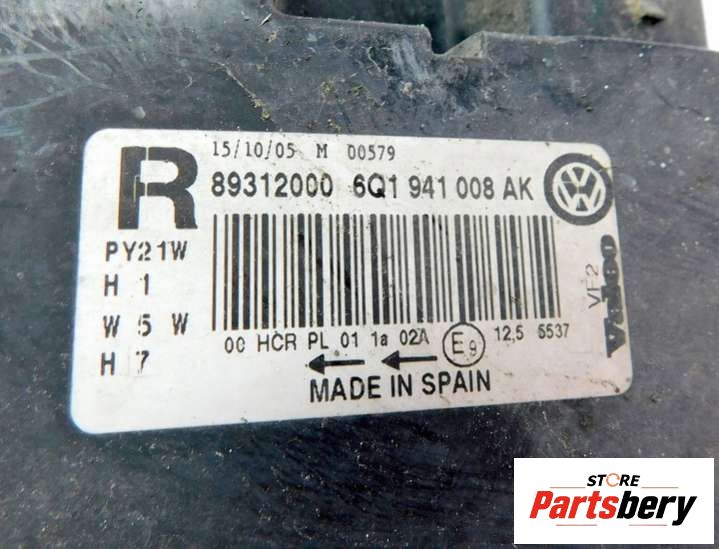 15/10/05 M 00579
R
89312000 6Q1 941 008 AK
PY21W
H 1
W 5 W
H 7
00 HCR PL 01 1a 02A E9 12,5 5537
MADE IN SPAIN
VF2
Valeo
STORE
Partsbery